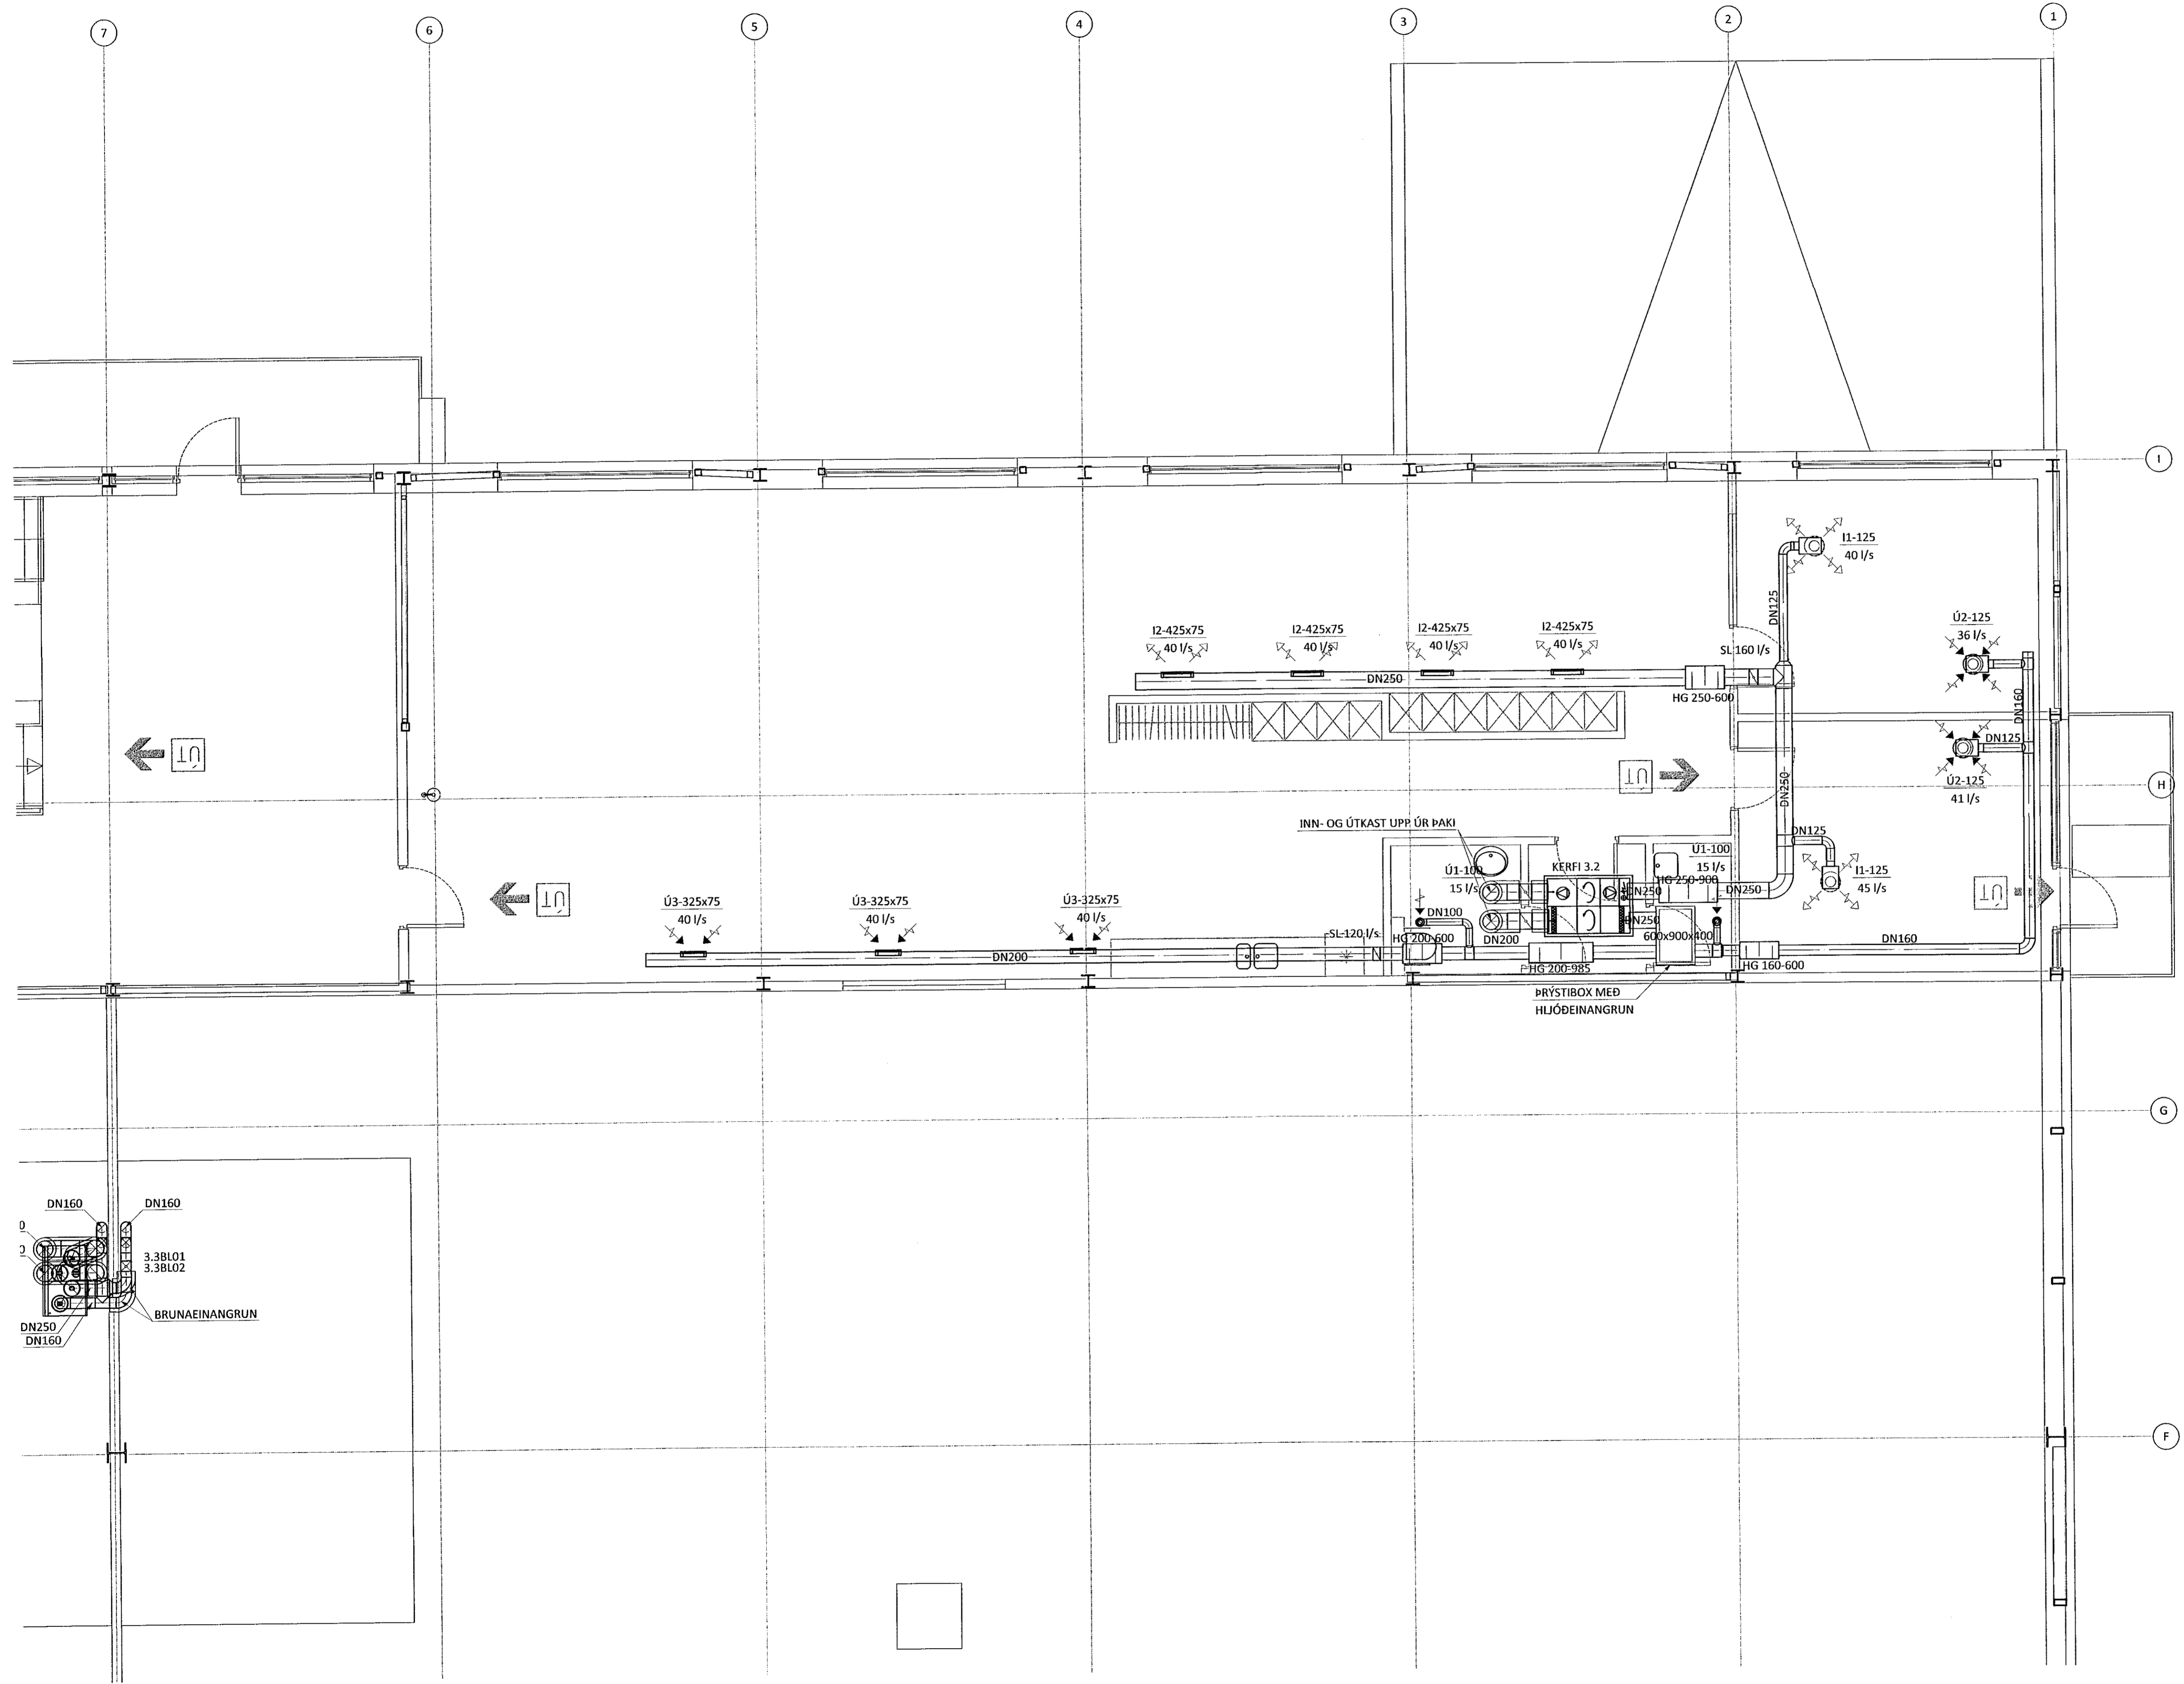 7
6
5
4
3
2
1
I
I1-125
40 l/s
DN125
Ú2-125
36 l/s
I2-425x75
40 l/s
I2-425x75
40 l/s
I2-425x75
40 l/s
I2-425x75
40 l/s
SL 160 l/s
DN250
HG 250-600
DN160
DN125
Ú2-125
41 l/s
ÚT
ÚT
H
DN250
INN- OG ÚTKAST UPP ÚR ÞAKI
DN125
KERFI 3.2
Ú1-100
15 l/s
Ú1-100
15 l/s
HG 250-900
DN250
DN250
I1-125
45 l/s
ÚT
ÚT
Ú3-325x75
40 l/s
Ú3-325x75
40 l/s
Ú3-325x75
40 l/s
DN100
DN250
SL 120 l/s
HG 200-600
DN200
600x900x400
DN160
DN200
HG 200-985
HG 160-600
ÞRÝSTIBOX MEÐ
HLJÓÐEINANGRUN
G
DN160
DN160
0
0
3.3BL01
3.3BL02
BRUNAEINANGRUN
DN250
DN160
F